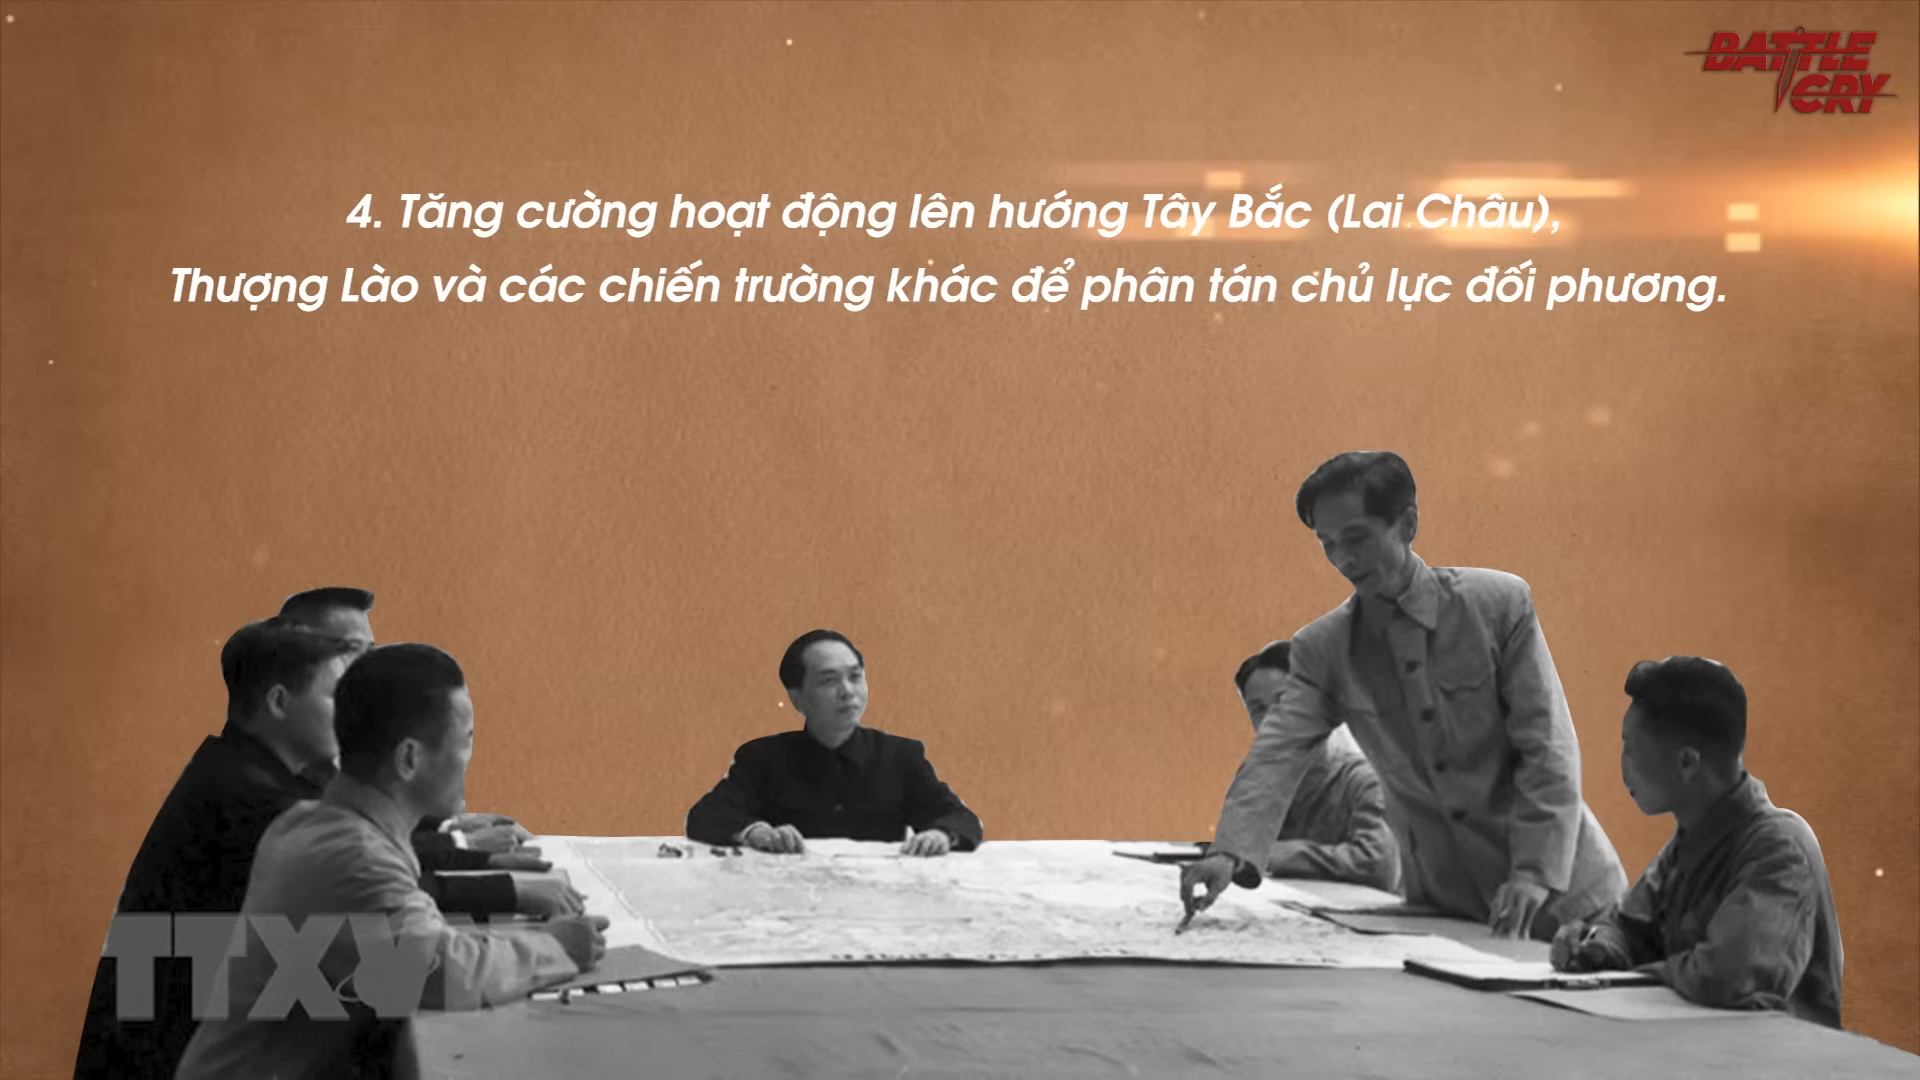 BATTLE
CRY
4. Tăng cường hoạt động lên hướng Tây Bắc (Lai Châu),
Thượng Lào và các chiến trường khác để phân tán chủ lực đối phương.
TTXVN